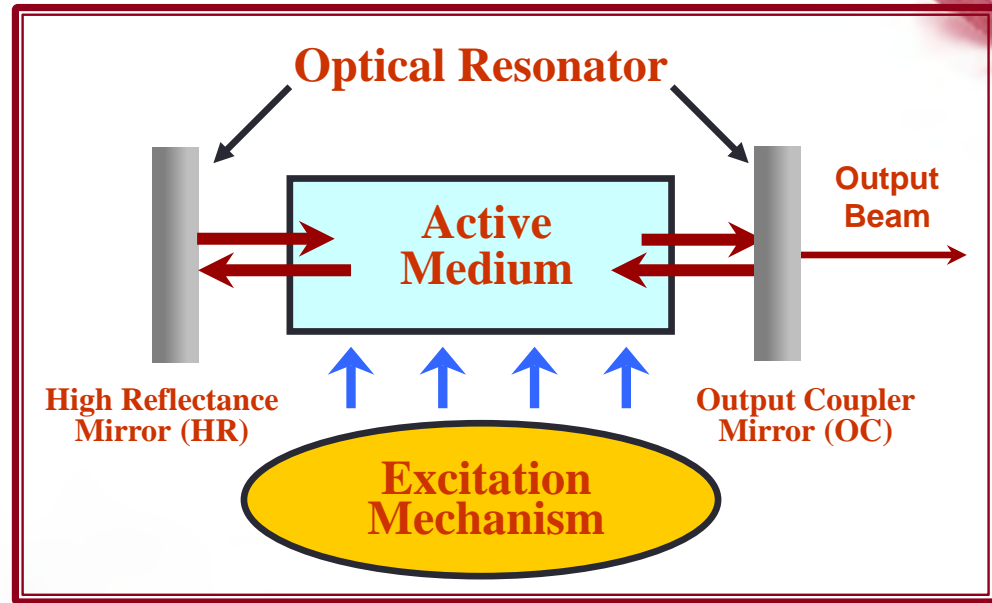 Optical Resonator
Output
Beam
Active
Medium
High Reflectance
Mirror (HR)
Output Coupler
Mirror (OC)
Excitation
Mechanism